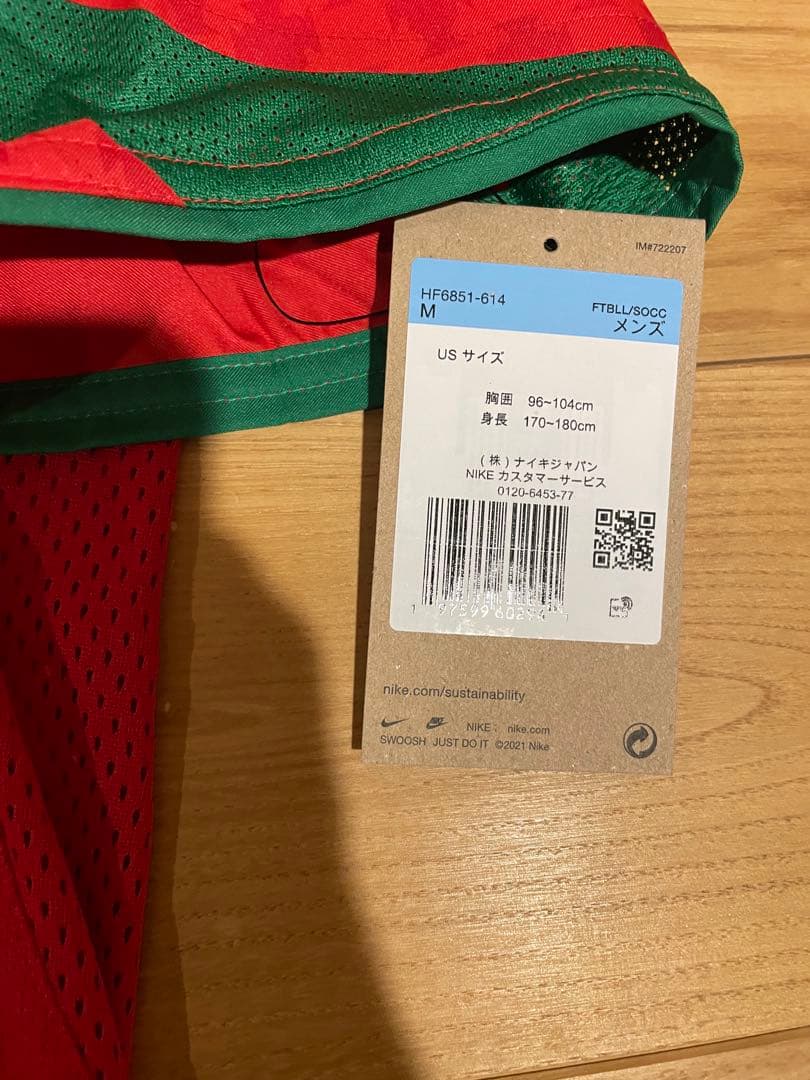 IM#722207
HF6851-614
M
FTBLL/SOCC
メンズ
US サイズ
胸囲 96~104cm
身長 170~180cm
(株)ナイキジャパン
NIKE カスタマーサービス
0120-6453-77
nike.com/sustainability
NIKE: nike.com
SWOOSH JUST DO IT ©2021 Nike